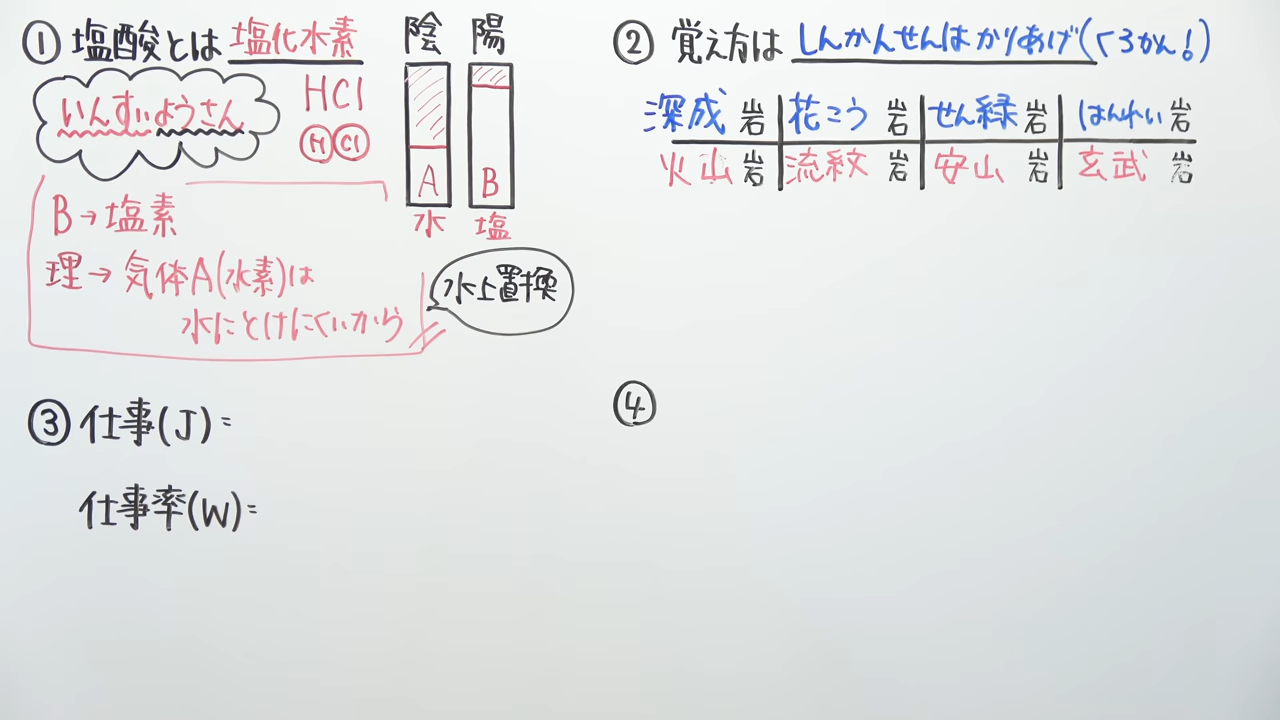 ① 塩酸とは 塩化水素
いんすいようさん
HCl
H Cl
陰 陽
A B
水 塩
B→塩素
理→気体A(水素)は
水にとけにくいから
水上置換
② 覚え方は しんかんせんはかりあげ(くろかん!)
深成岩 花こう岩 せん緑岩 はんれい岩
火山岩 流紋岩 安山岩 玄武岩
③ 仕事(J)=
仕事率(W)=
④